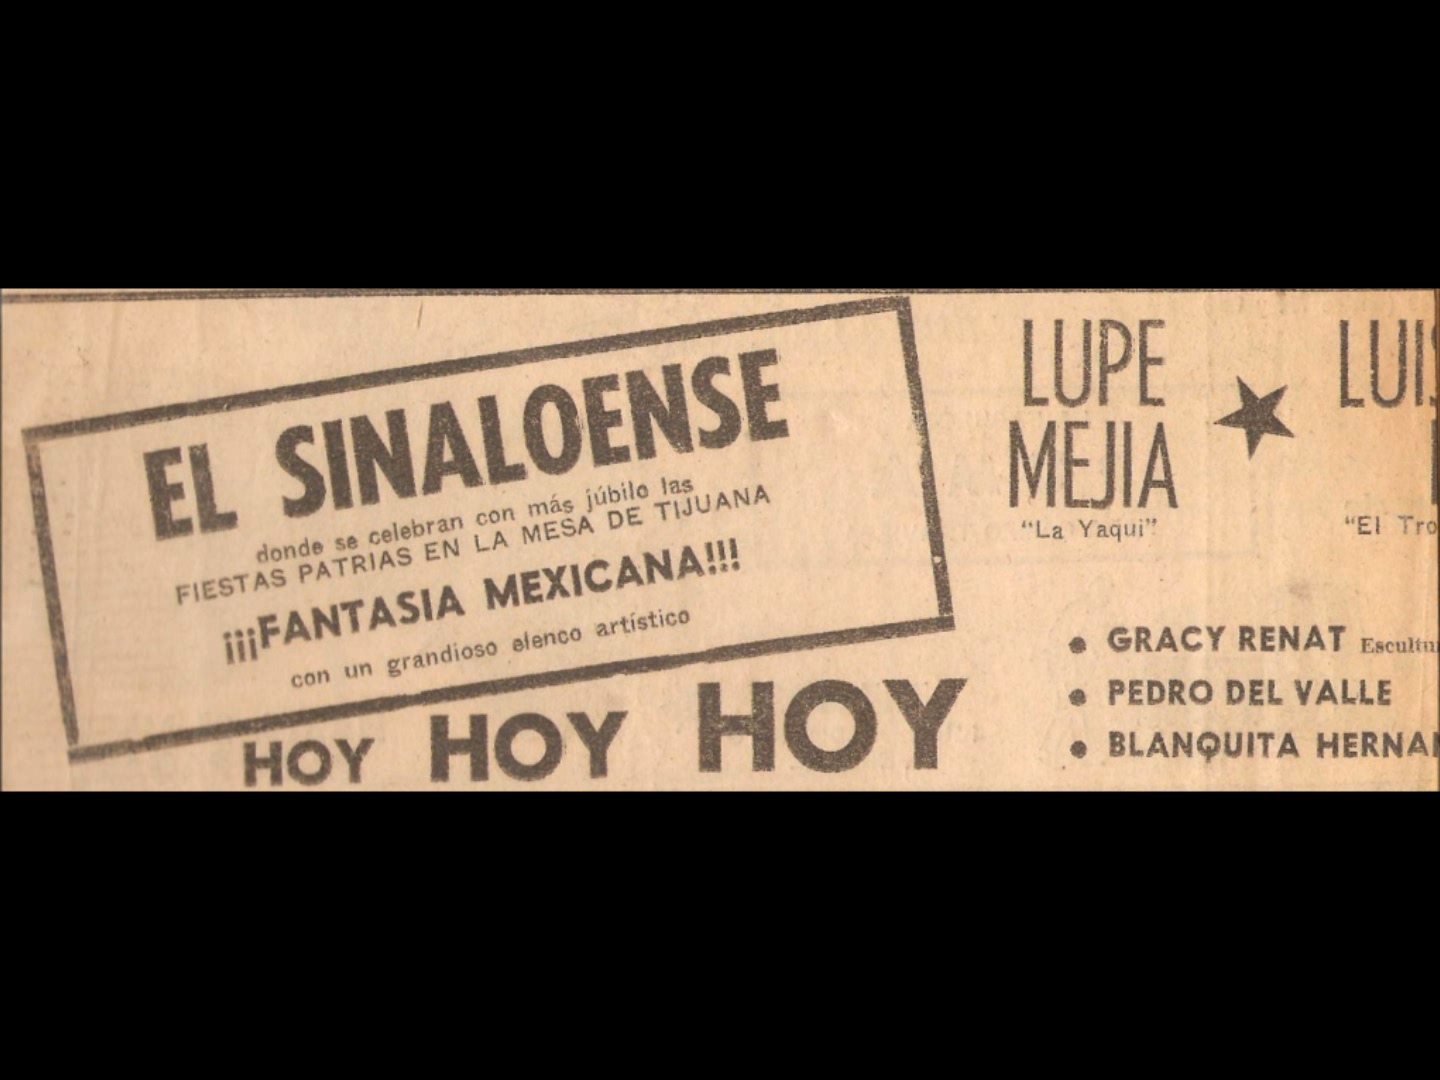 EL SINALOENSE
donde se celebran con más júbilo las
FIESTAS PATRIAS EN LA MESA DE TIJUANA
¡¡¡FANTASIA MEXICANA!!!
con un grandioso elenco artístico
HOY HOY HOY
LUPE
MEJIA
"La Yaqui"
LUIS
"El Tro
• GRACY RENAT Escultu
• PEDRO DEL VALLE
• BLANQUITA HERNAN